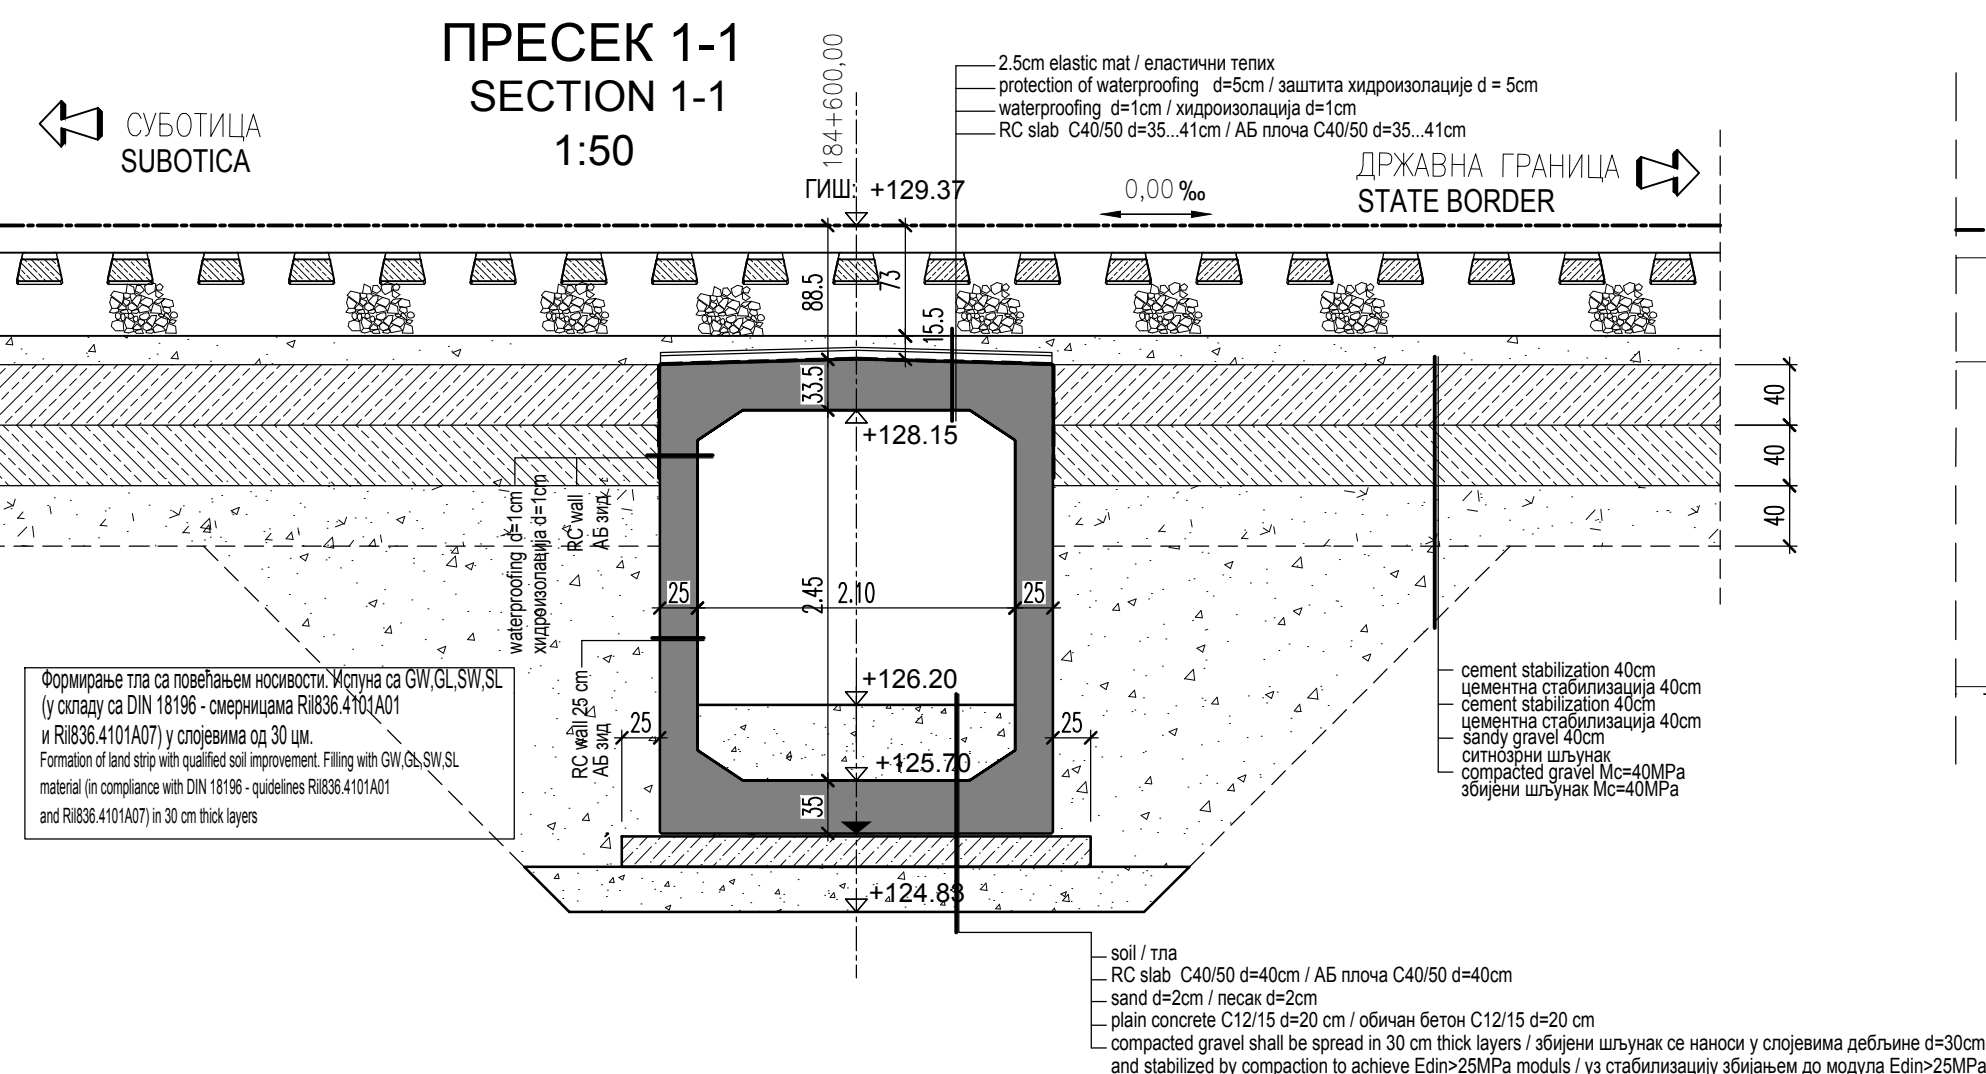 ПРЕСЕК 1-1
SECTION 1-1
1:50
СУБОТИЦА
SUBOTICA
184+600,00
2.5cm elastic mat / еластични тепих
protection of waterproofing d=5cm / заштита хидроизолације d = 5cm
waterproofing d=1cm / хидроизолација d=1cm
RC slab C40/50 d=35...41cm / АБ плоча C40/50 d=35...41cm
ДРЖАВНА ГРАНИЦА
STATE BORDER
ГИШ: +129.37
0,00 ‰
88.5
73
15.5
33.5
+128.15
40
40
40
waterproofing d=1cm
хидроизолација d=1cm
RC wall
АБ зид
25
2.45
2.10
25
RC wall 25 cm
АБ зид
+126.20
25
25
+125.70
35
+124.83
Формирање тла са повећањем носивости. Испуна са GW,GL,SW,SL
(у складу са DIN 18196 - смерницама Ril836.4101A01
и Ril836.4101A07) у слојевима од 30 цм.
Formation of land strip with qualified soil improvement. Filling with GW,GL,SW,SL
material (in compliance with DIN 18196 - quidelines Ril836.4101A01
and Ril836.4101A07) in 30 cm thick layers
cement stabilization 40cm
цементна стабилизација 40cm
cement stabilization 40cm
цементна стабилизација 40cm
sandy gravel 40cm
ситнозрни шљунак
compacted gravel Mc=40MPa
збијени шљунак Mc=40MPa
soil / тла
RC slab C40/50 d=40cm / АБ плоча C40/50 d=40cm
sand d=2cm / песак d=2cm
plain concrete C12/15 d=20 cm / обичан бетон C12/15 d=20 cm
compacted gravel shall be spread in 30 cm thick layers / збијени шљунак се наноси у слојевима дебљине d=30cm
and stabilized by compaction to achieve Edin>25MPa moduls / уз стабилизацију збијањем до модула Edin>25MPa